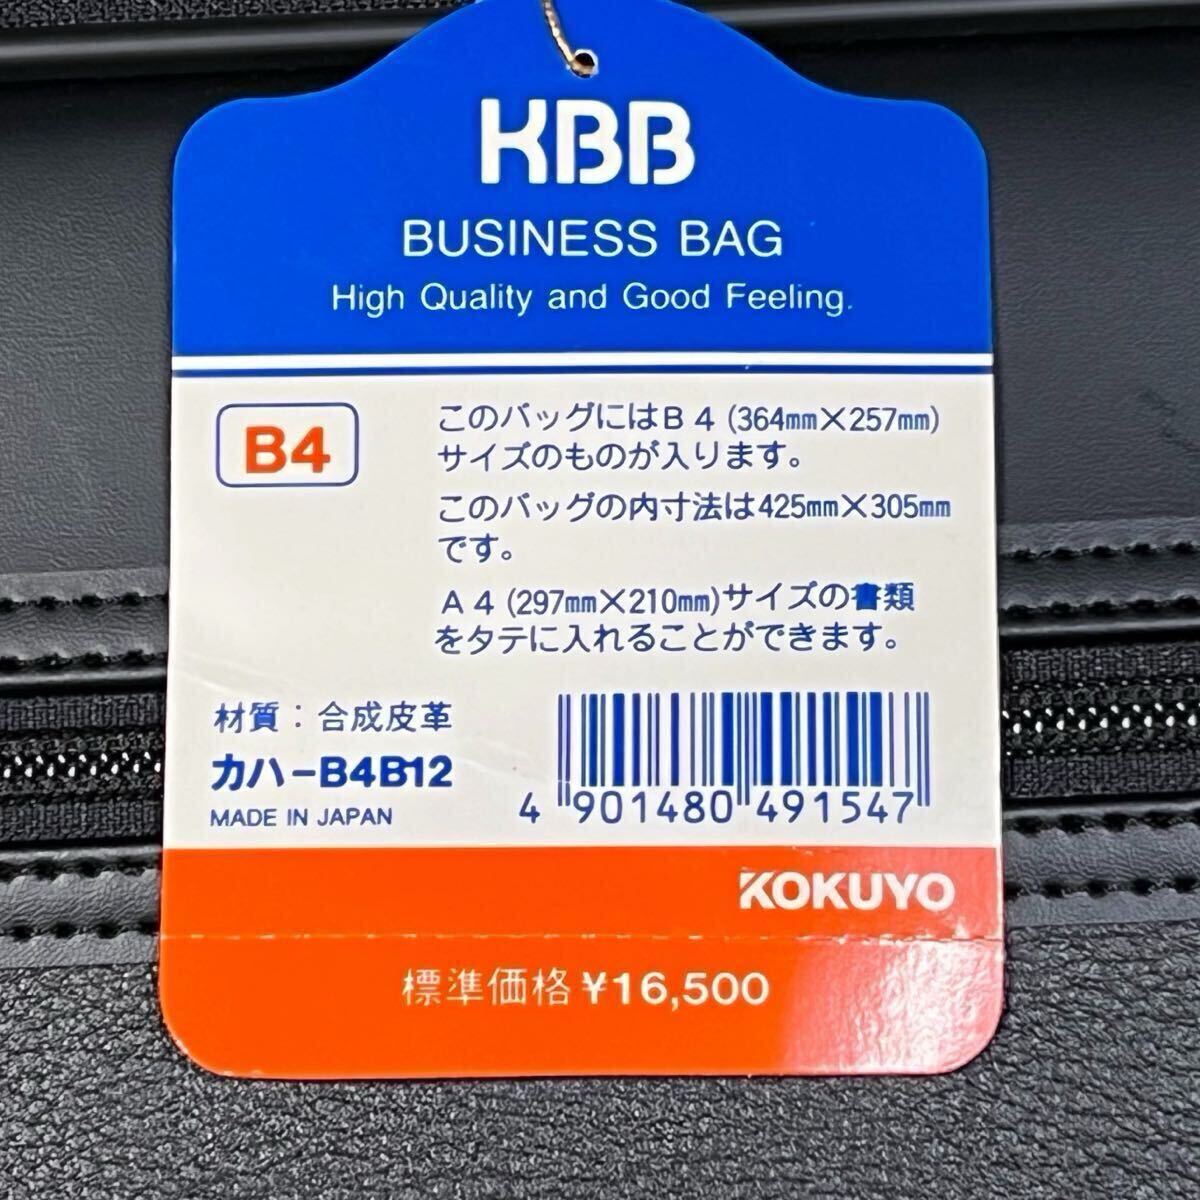 KBB
BUSINESS BAG
High Quality and Good Feeling.
B4
このバッグにはB4(364mm×257mm)
サイズのものが入ります。
このバッグの内寸法は425mm×305mm
です。
A4(297mm×210mm)サイズの書類
をタテに入れることができます。
材質：合成皮革
カハ-B4B12
MADE IN JAPAN
4 901480 491547
KOKUYO
標準価格 ¥16,500